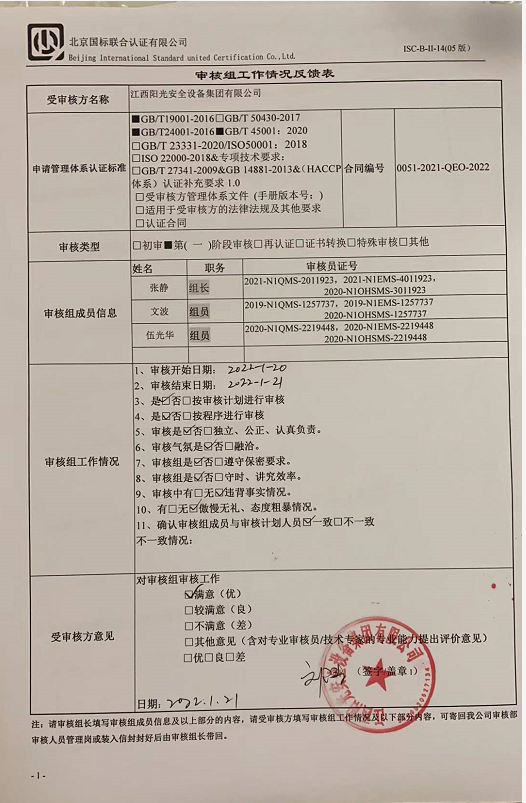 北京国标联合认证有限公司
Beijing International Standard united Certification Co.,Ltd.
ISC-B-II-14(05 版)
审核组工作情况反馈表
受审核方名称
江西阳光安全设备集团有限公司
申请管理体系认证标准
■GB/T19001-2016□GB/T 50430-2017
■GB/T24001-2016■GB/T 45001：2020
□GB/T 23331-2020/ISO50001：2018
□ISO 22000-2018&专项技术要求：
□GB/T 27341-2009&GB 14881-2013&（HACCP
体系）认证补充要求 1.0
□受审核方管理体系文件（手册版本号：）
□适用于受审核方的法律法规及其他要求
□认证合同
合同编号
0051-2021-QEO-2022
审核类型
□初审■第( 一 )阶段审核□再认证□证书转换□特殊审核□其他
审核组成员信息
姓名 职务 审核员证号
张静 组长 2021-N1QMS-2011923，2021-N1EMS-4011923，
2020-N1OHSMS-3011923
文波 组员 2019-N1QMS-1257737，2019-N1EMS-1257737
2020-N1OHSMS-1257737
伍光华 组员 2020-N1QMS-2219448，2020-N1EMS-2219448
2020-N1OHSMS-2219448
审核组工作情况
1、审核开始日期： 2022-1-20
2、审核结束日期： 2022-1-21
3、是☑否□按审核计划进行审核
4、是☑否□按程序进行审核
5、审核是☑否□独立、公正、认真负责。
6、审核气氛是☑否□融洽。
7、审核组是☑否□遵守保密要求。
8、审核组是☑否□守时、讲究效率。
9、审核中有□无☑违背事实情况。
10、有□无☑傲慢无礼、态度粗暴情况。
11、确认审核组成员与审核计划人员☑一致□不一致
不一致情况：
受审核方意见
对审核组审核工作
☑满意（优）
□较满意（良）
□不满意（差）
□其他意见（含对专业审核员/技术专家的专业能力提出评价意见）
□优□良□差
（签字/盖章）
日期：2022.1.21
注：请审核组长填写审核组成员信息及以上部分的内容，请受审核方填写审核组工作情况及以下部分内容，可寄回我公司审核部
审核人员管理岗或装入信封封好后由审核组长带回。
-1-